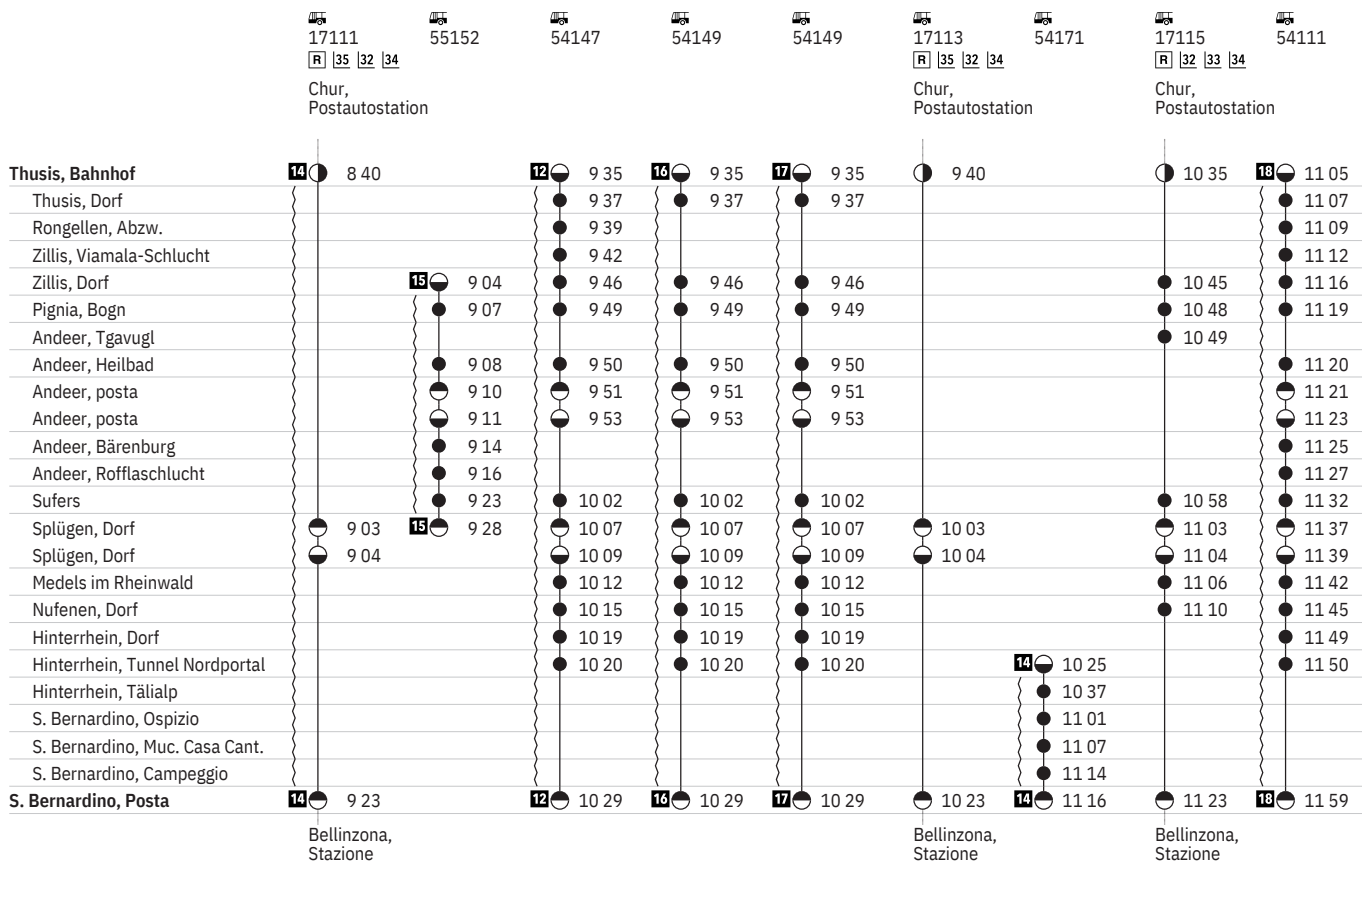 17111 55152 54147 54149 54149 17113 54171 17115 54111
R 35 32 34 R 35 32 34 R 32 33 34
Chur, Chur, Chur,
Postautostation Postautostation Postautostation
Thusis, Bahnhof 14 8 40 12 9 35 16 9 35 17 9 35 9 40 10 35 18 11 05
Thusis, Dorf 9 37 9 37 9 37 11 07
Rongellen, Abzw. 9 39 11 09
Zillis, Viamala-Schlucht 9 42 11 12
Zillis, Dorf 15 9 04 9 46 9 46 9 46 10 45 11 16
Pignia, Bogn 9 07 9 49 9 49 9 49 10 48 11 19
Andeer, Tgavugl 10 49
Andeer, Heilbad 9 08 9 50 9 50 9 50 11 20
Andeer, posta 9 10 9 51 9 51 9 51 11 21
Andeer, posta 9 11 9 53 9 53 9 53 11 23
Andeer, Bärenburg 9 14 11 25
Andeer, Rofflaschlucht 9 16 11 27
Sufers 9 23 10 02 10 02 10 02 10 58 11 32
Splügen, Dorf 9 03 15 9 28 10 07 10 07 10 07 10 03 11 03 11 37
Splügen, Dorf 9 04 10 09 10 09 10 09 10 04 11 04 11 39
Medels im Rheinwald 10 12 10 12 10 12 11 06 11 42
Nufenen, Dorf 10 15 10 15 10 15 11 10 11 45
Hinterrhein, Dorf 10 19 10 19 10 19 11 49
Hinterrhein, Tunnel Nordportal 10 20 10 20 10 20 14 10 25 11 50
Hinterrhein, Tälialp 10 37
S. Bernardino, Ospizio 11 01
S. Bernardino, Muc. Casa Cant. 11 07
S. Bernardino, Campeggio 11 14
S. Bernardino, Posta 14 9 23 12 10 29 16 10 29 17 10 29 10 23 14 11 16 11 23 18 11 59
Bellinzona, Bellinzona, Bellinzona,
Stazione Stazione Stazione